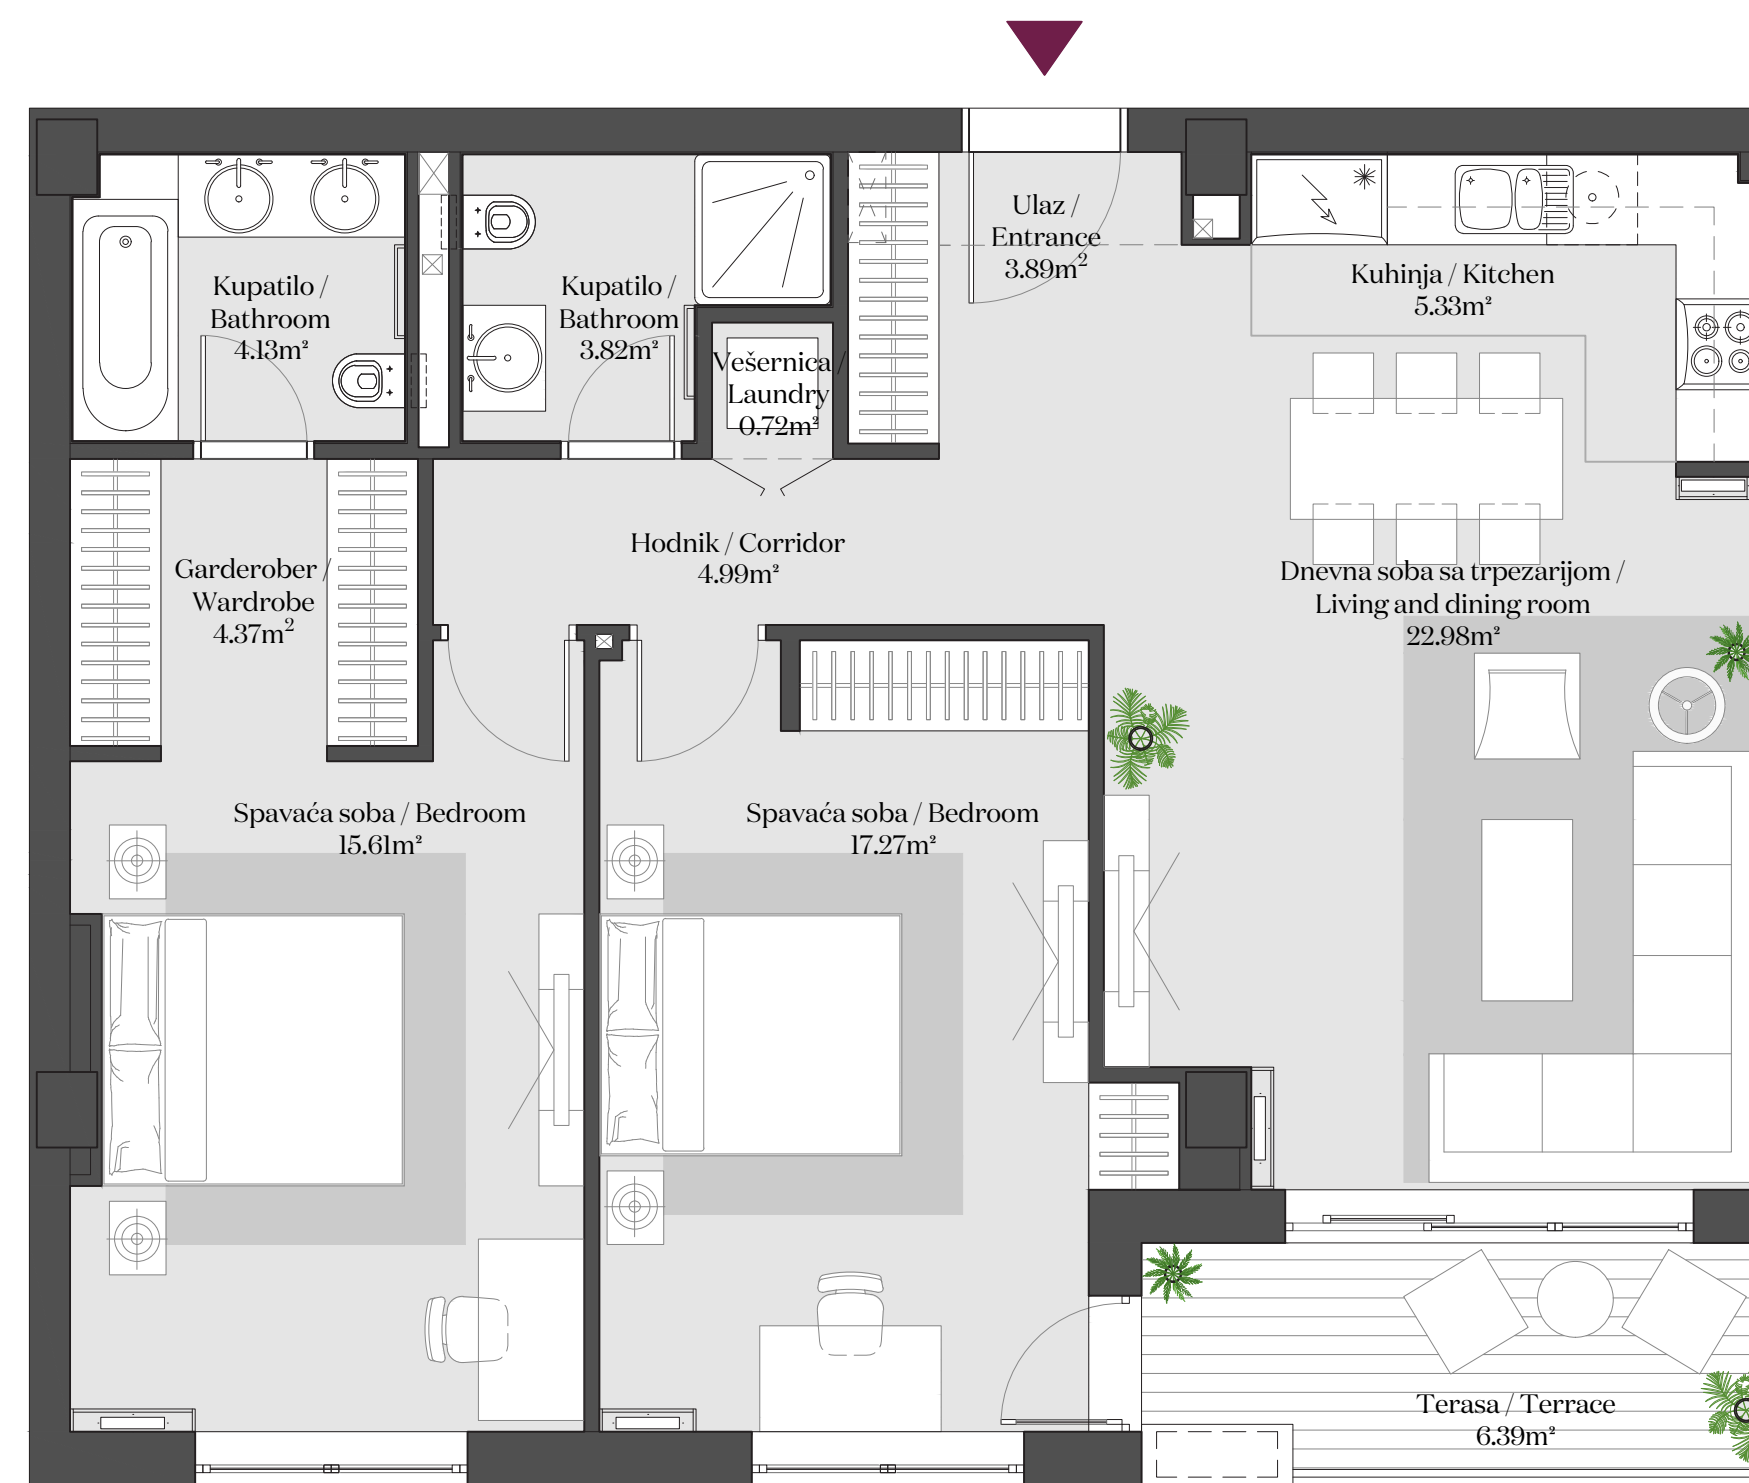 Ulaz /
Entrance
3.89m²
Kupatilo /
Bathroom
4.13m²
Kupatilo /
Bathroom
3.82m²
Vešernica /
Laundry
0.72m²
Kuhinja / Kitchen
5.33m²
Garderober /
Wardrobe
4.37m²
Hodnik / Corridor
4.99m²
Dnevna soba sa trpezarijom /
Living and dining room
22.98m²
Spavaća soba / Bedroom
15.61m²
Spavaća soba / Bedroom
17.27m²
Terasa / Terrace
6.39m²